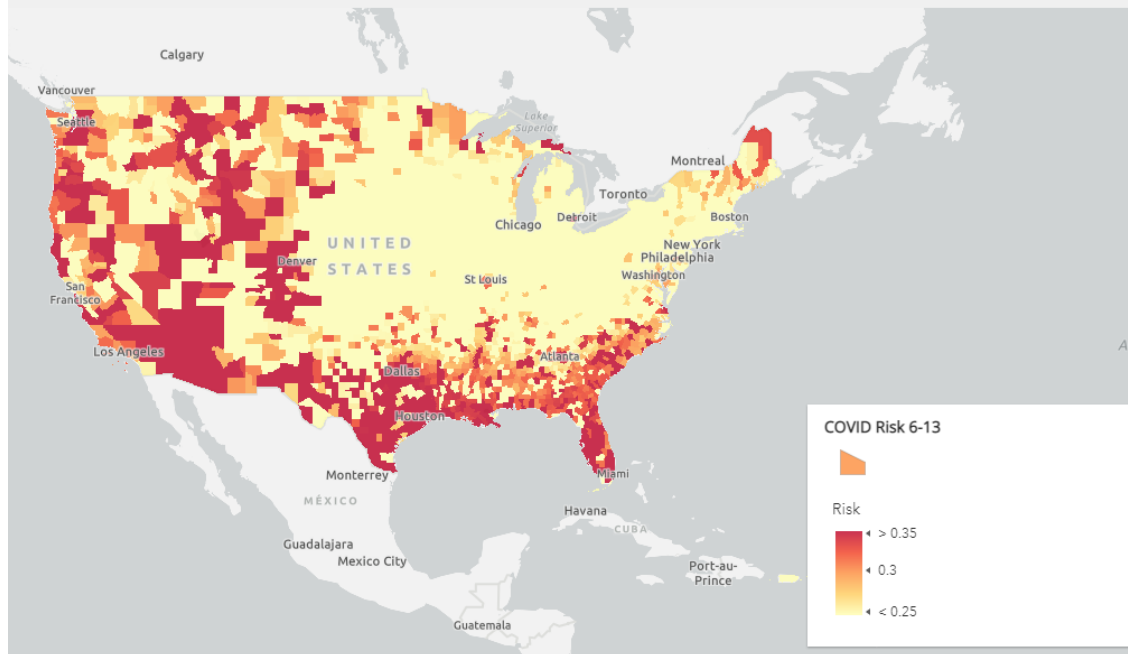 Calgary
Vancouver
Seattle
Lake
Superior
Montreal
Toronto
Chicago
Detroit
Boston
UNITED
STATES
Denver
New York
Philadelphia
St Louis
Washington
San
Francisco
Los Angeles
Atlanta
Dallas
Houston
Monterrey
Miami
MÉXICO
Havana
CUBA
Guadalajara
Mexico City
Port-au-
Prince
Guatemala
A
COVID Risk 6-13
Risk
> 0.35
0.3
< 0.25